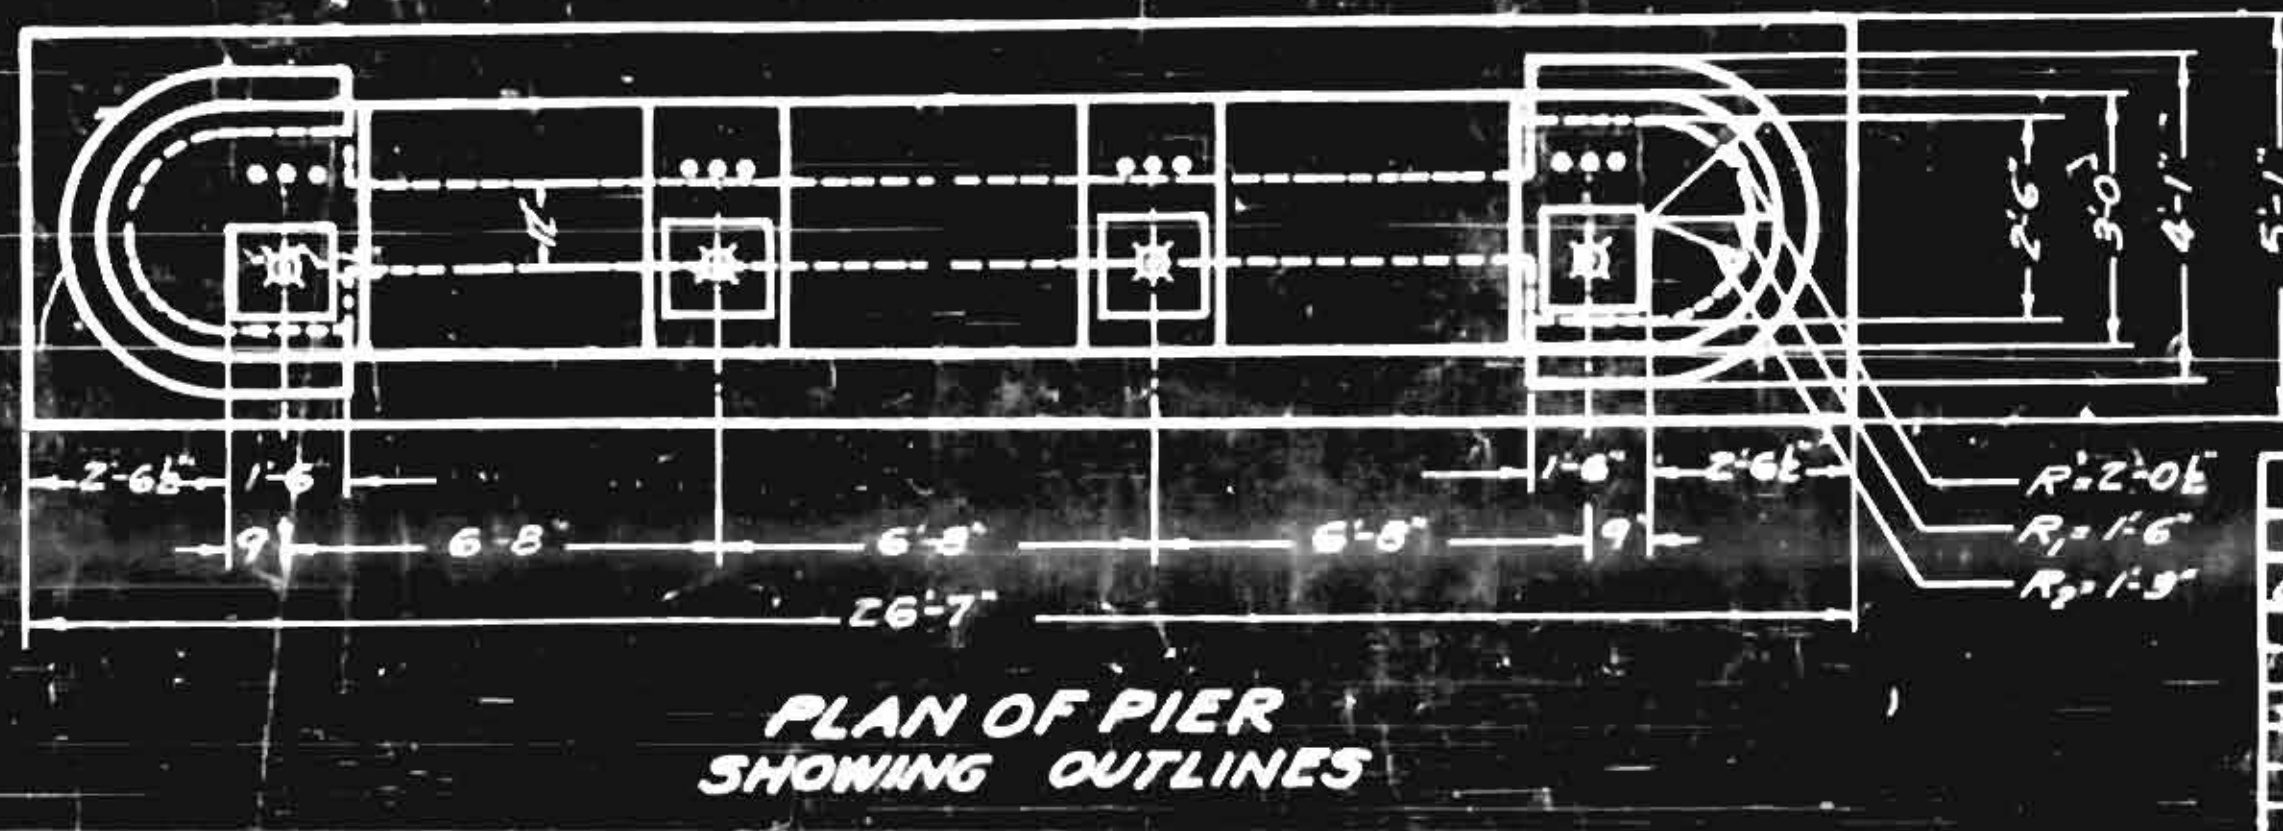 12"
2'-6"
3'-0"
4'-1"
5'-1"
2'-6½" 1'-6"
1'-6" 2'-6½"
9" 6'-8" 6'-8" 6'-8" 9"
26'-7"
R=2'-0½"
R₁=1'-6"
R₂=1'-3"
PLAN OF PIER
SHOWING OUTLINES